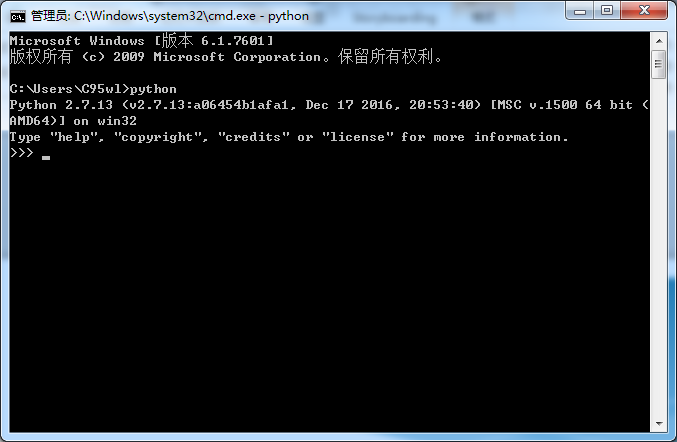 管理员: C:\Windows\system32\cmd.exe - python
Microsoft Windows [版本 6.1.7601]
版权所有 (c) 2009 Microsoft Corporation。保留所有权利。
C:\Users\C95wl>python
Python 2.7.13 (v2.7.13:a06454b1afa1, Dec 17 2016, 20:53:40) [MSC v.1500 64 bit (
AMD64)] on win32
Type "help", "copyright", "credits" or "license" for more information.
>>>